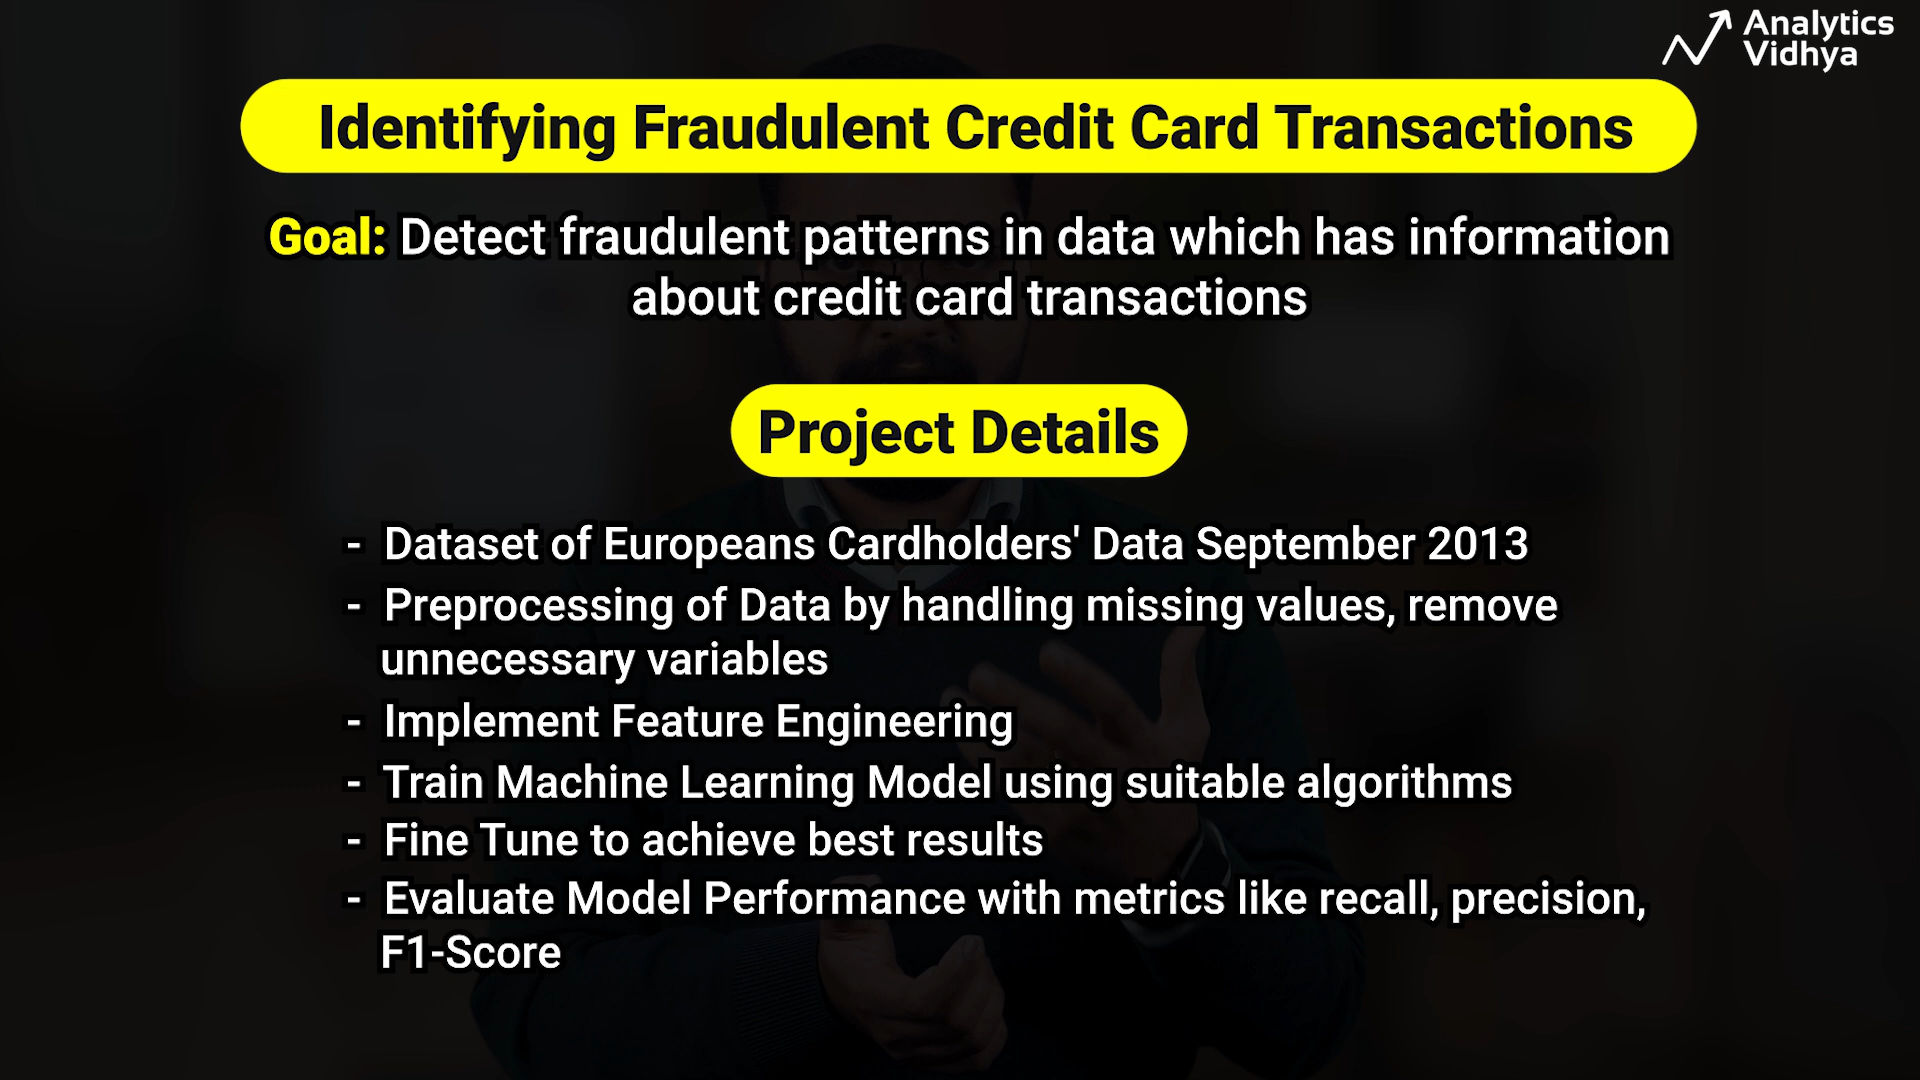 Analytics
Vidhya
Identifying Fraudulent Credit Card Transactions
Goal: Detect fraudulent patterns in data which has information
about credit card transactions
Project Details
- Dataset of Europeans Cardholders' Data September 2013
- Preprocessing of Data by handling missing values, remove
unnecessary variables
- Implement Feature Engineering
- Train Machine Learning Model using suitable algorithms
- Fine Tune to achieve best results
- Evaluate Model Performance with metrics like recall, precision,
F1-Score